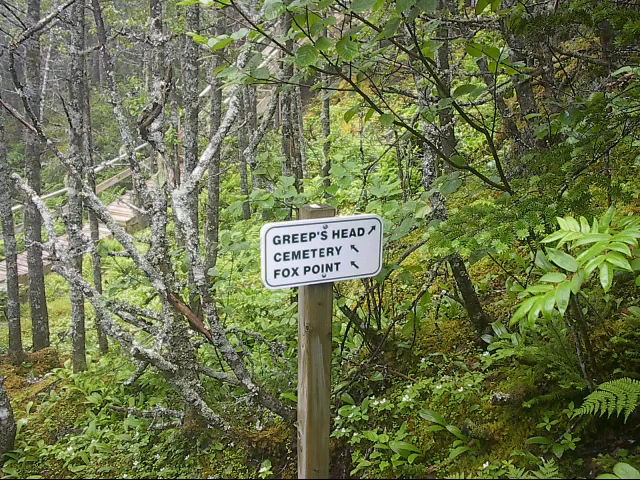 GREEP'S HEAD ↗
CEMETERY ↖
FOX POINT ↖